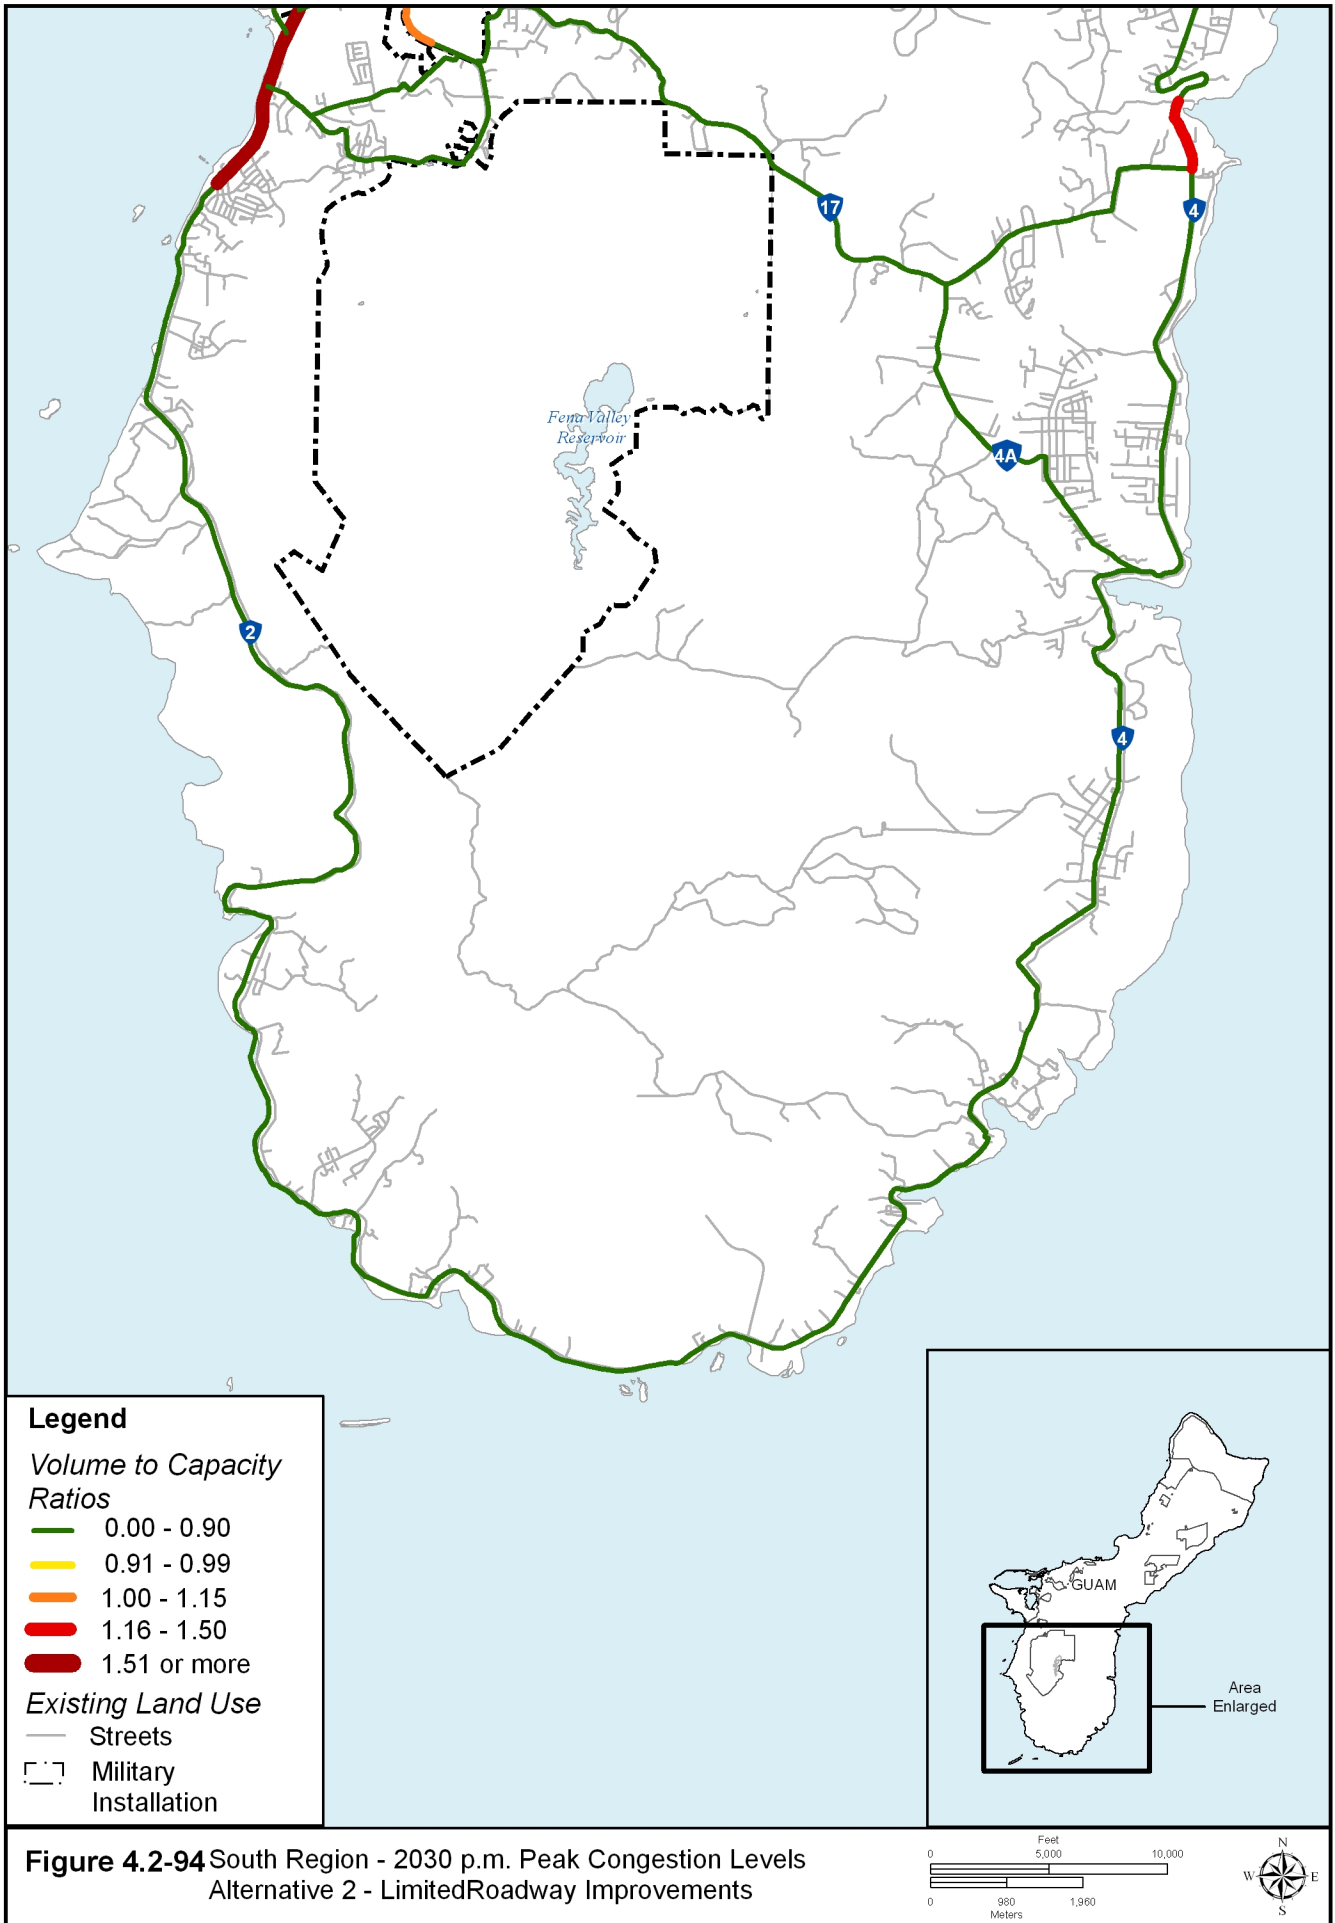 17
4
Fena Valley
Reservoir
4A
2
4
Legend
Volume to Capacity
Ratios
0.00 - 0.90
0.91 - 0.99
1.00 - 1.15
1.16 - 1.50
1.51 or more
Existing Land Use
Streets
Military
Installation
GUAM
Area
Enlarged
Figure 4.2-94 South Region - 2030 p.m. Peak Congestion Levels
Alternative 2 - LimitedRoadway Improvements
Feet
0 5,000 10,000
0 980 1,960
Meters
N
W E
S